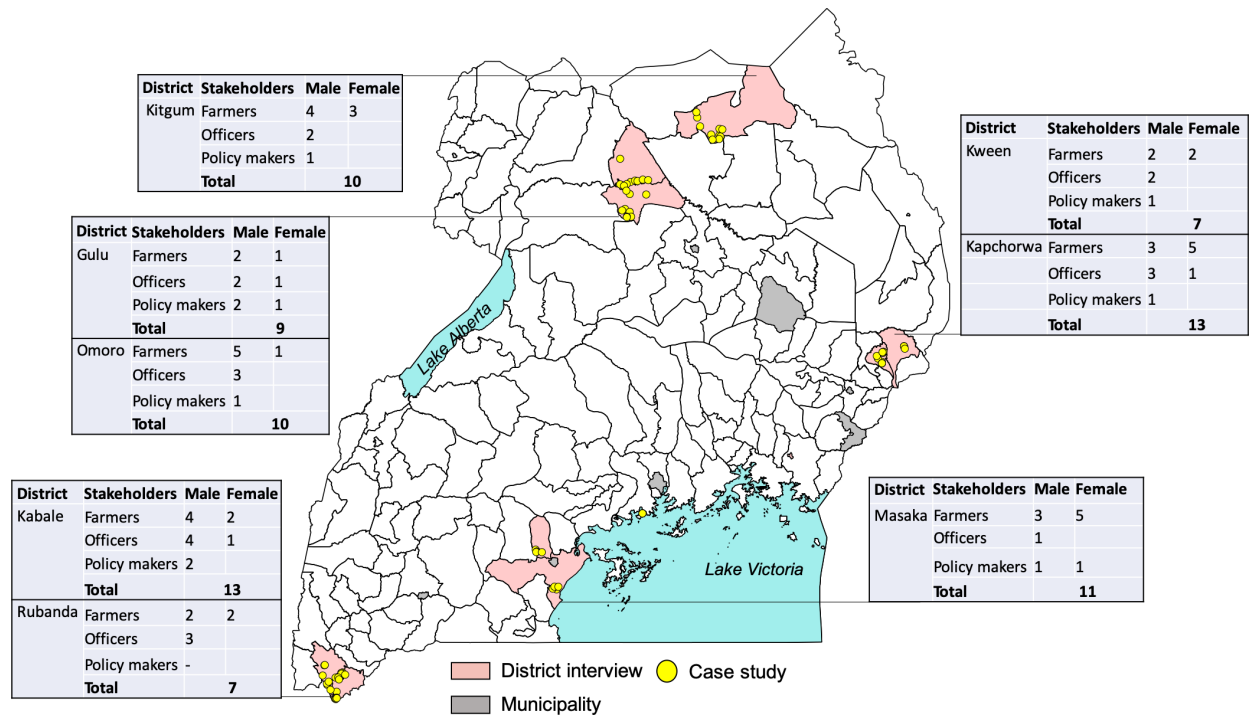 District Stakeholders Male Female
Kitgum Farmers 4 3
Officers 2
Policy makers 1
Total 10
District Stakeholders Male Female
Kween Farmers 2 2
Officers 2
Policy makers 1
Total 7
Kapchorwa Farmers 3 5
Officers 3 1
Policy makers 1
Total 13
District Stakeholders Male Female
Gulu Farmers 2 1
Officers 2 1
Policy makers 2 1
Total 9
Omoro Farmers 5 1
Officers 3
Policy makers 1
Total 10
Lake Alberta
District Stakeholders Male Female
Kabale Farmers 4 2
Officers 4 1
Policy makers 2
Total 13
Rubanda Farmers 2 2
Officers 3
Policy makers -
Total 7
District Stakeholders Male Female
Masaka Farmers 3 5
Officers 1
Policy makers 1 1
Total 11
Lake Victoria
District interview Case study
Municipality